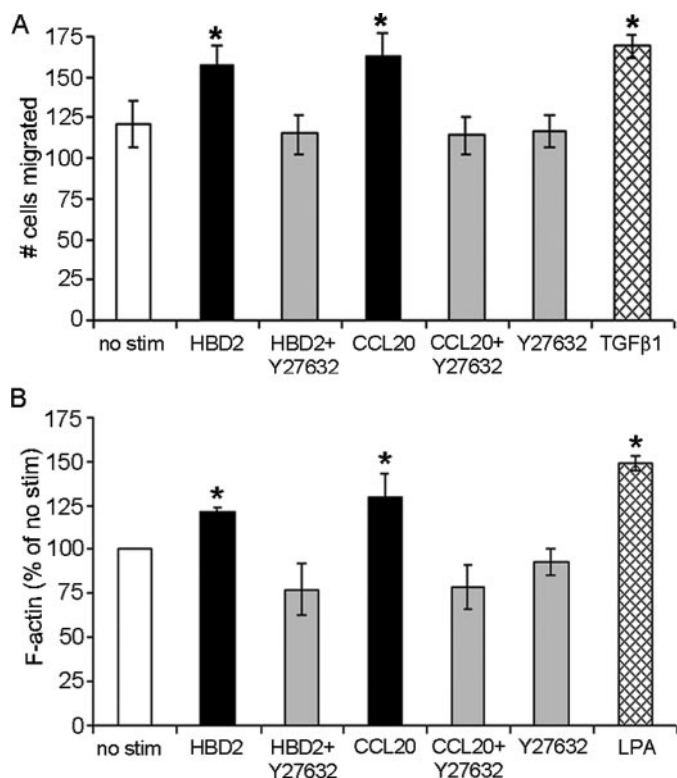 A
175
150
125
100
75
50
25
0
# cells migrated
* * *
no stim HBD2 HBD2+ CCL20 CCL20+ Y27632 TGFβ1
Y27632 Y27632
B
175
150
125
100
75
50
25
0
F-actin (% of no stim)
* * *
no stim HBD2 HBD2+ CCL20 CCL20+ Y27632 LPA
Y27632 Y27632